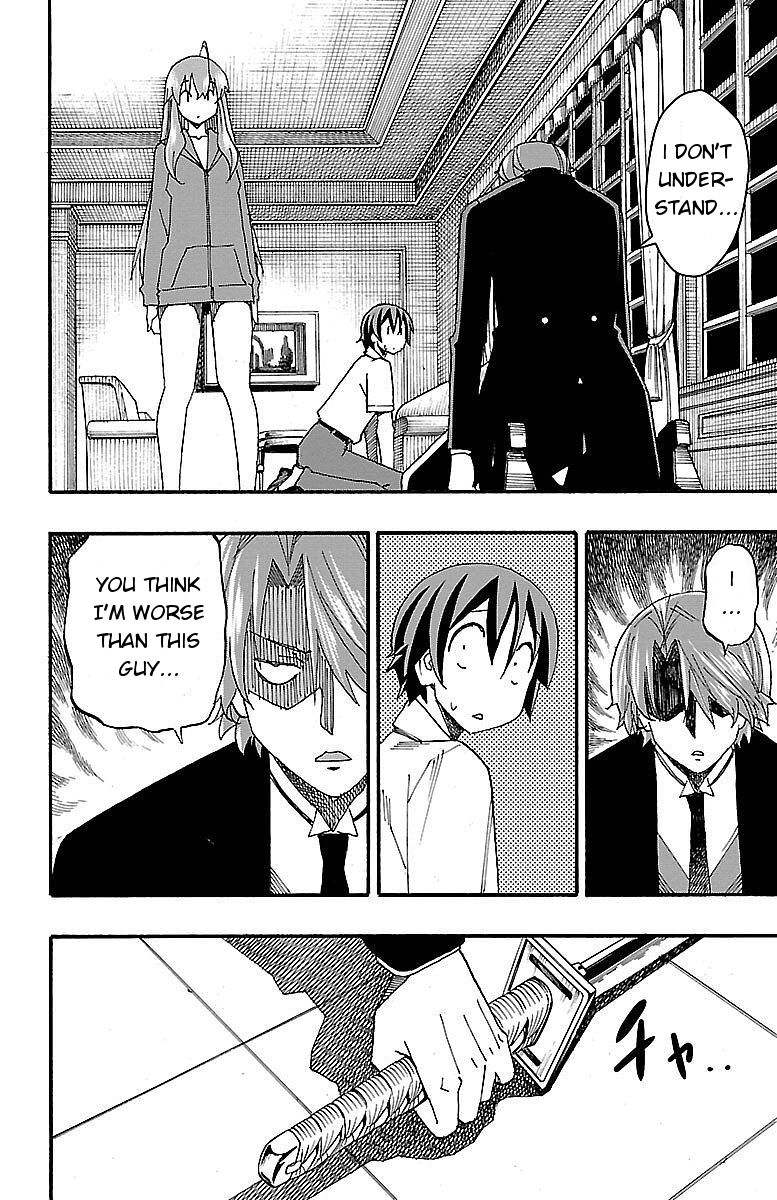 I DON'T
UNDER-
STAND...
I
...
YOU THINK
I'M WORSE
THAN THIS
GUY...
チャ..